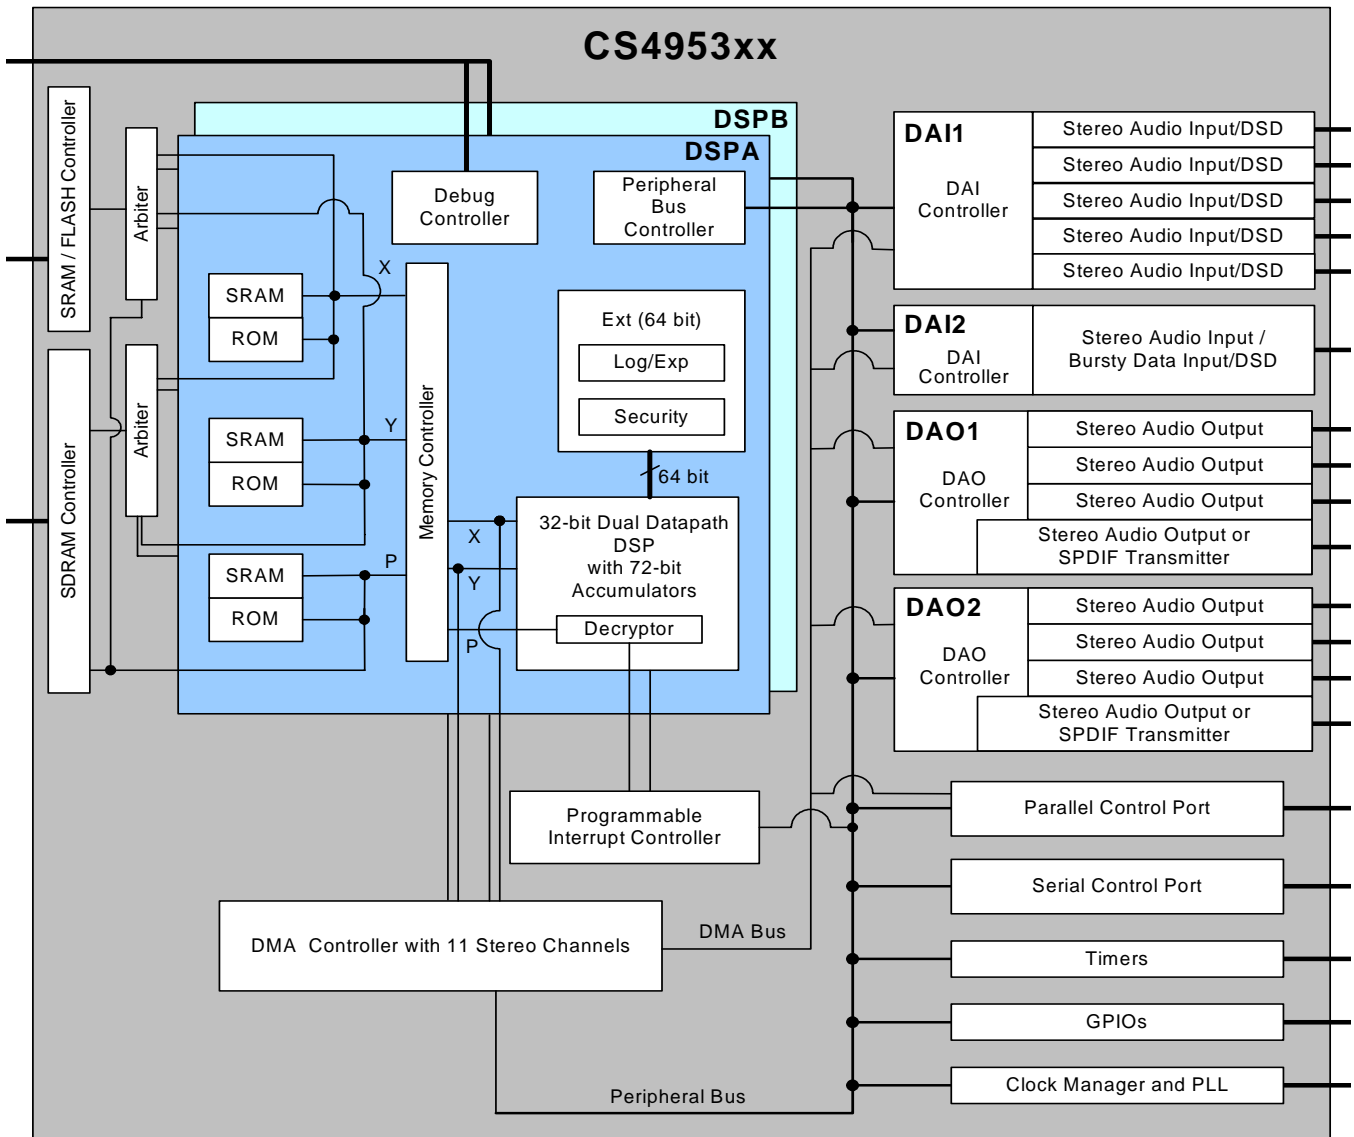 CS4953xx
SRAM / FLASH Controller
SDRAM Controller
Arbiter
Arbiter
DSPB
DSPA
Debug
Controller
Peripheral
Bus
Controller
X
SRAM
ROM
Y
SRAM
ROM
P
SRAM
ROM
Memory Controller
Ext (64 bit)
Log/Exp
Security
64 bit
X
Y
P
32-bit Dual Datapath
DSP
with 72-bit
Accumulators
Decryptor
Programmable
Interrupt Controller
DMA Controller with 11 Stereo Channels
DMA Bus
Peripheral Bus
DAI1
DAI
Controller
Stereo Audio Input/DSD
Stereo Audio Input/DSD
Stereo Audio Input/DSD
Stereo Audio Input/DSD
Stereo Audio Input/DSD
DAI2
DAI
Controller
Stereo Audio Input /
Bursty Data Input/DSD
DAO1
DAO
Controller
Stereo Audio Output
Stereo Audio Output
Stereo Audio Output
Stereo Audio Output or
SPDIF Transmitter
DAO2
DAO
Controller
Stereo Audio Output
Stereo Audio Output
Stereo Audio Output
Stereo Audio Output or
SPDIF Transmitter
Parallel Control Port
Serial Control Port
Timers
GPIOs
Clock Manager and PLL